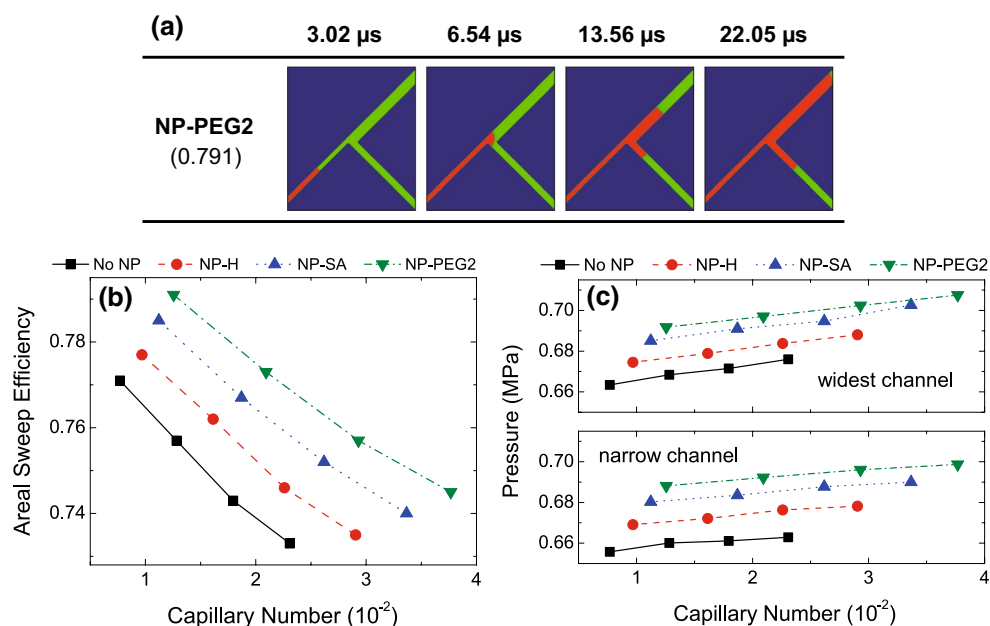 (a)
3.02 µs 6.54 µs 13.56 µs 22.05 µs
NP-PEG2
(0.791)
No NP NP-H NP-SA NP-PEG2
(b)
0.78
0.76
0.74
Areal Sweep Efficiency
1 2 3 4
Capillary Number (10⁻²)
No NP NP-H NP-SA NP-PEG2
(c)
0.70
0.68
0.66
widest channel
narrow channel
0.70
0.68
0.66
Pressure (MPa)
1 2 3 4
Capillary Number (10⁻²)